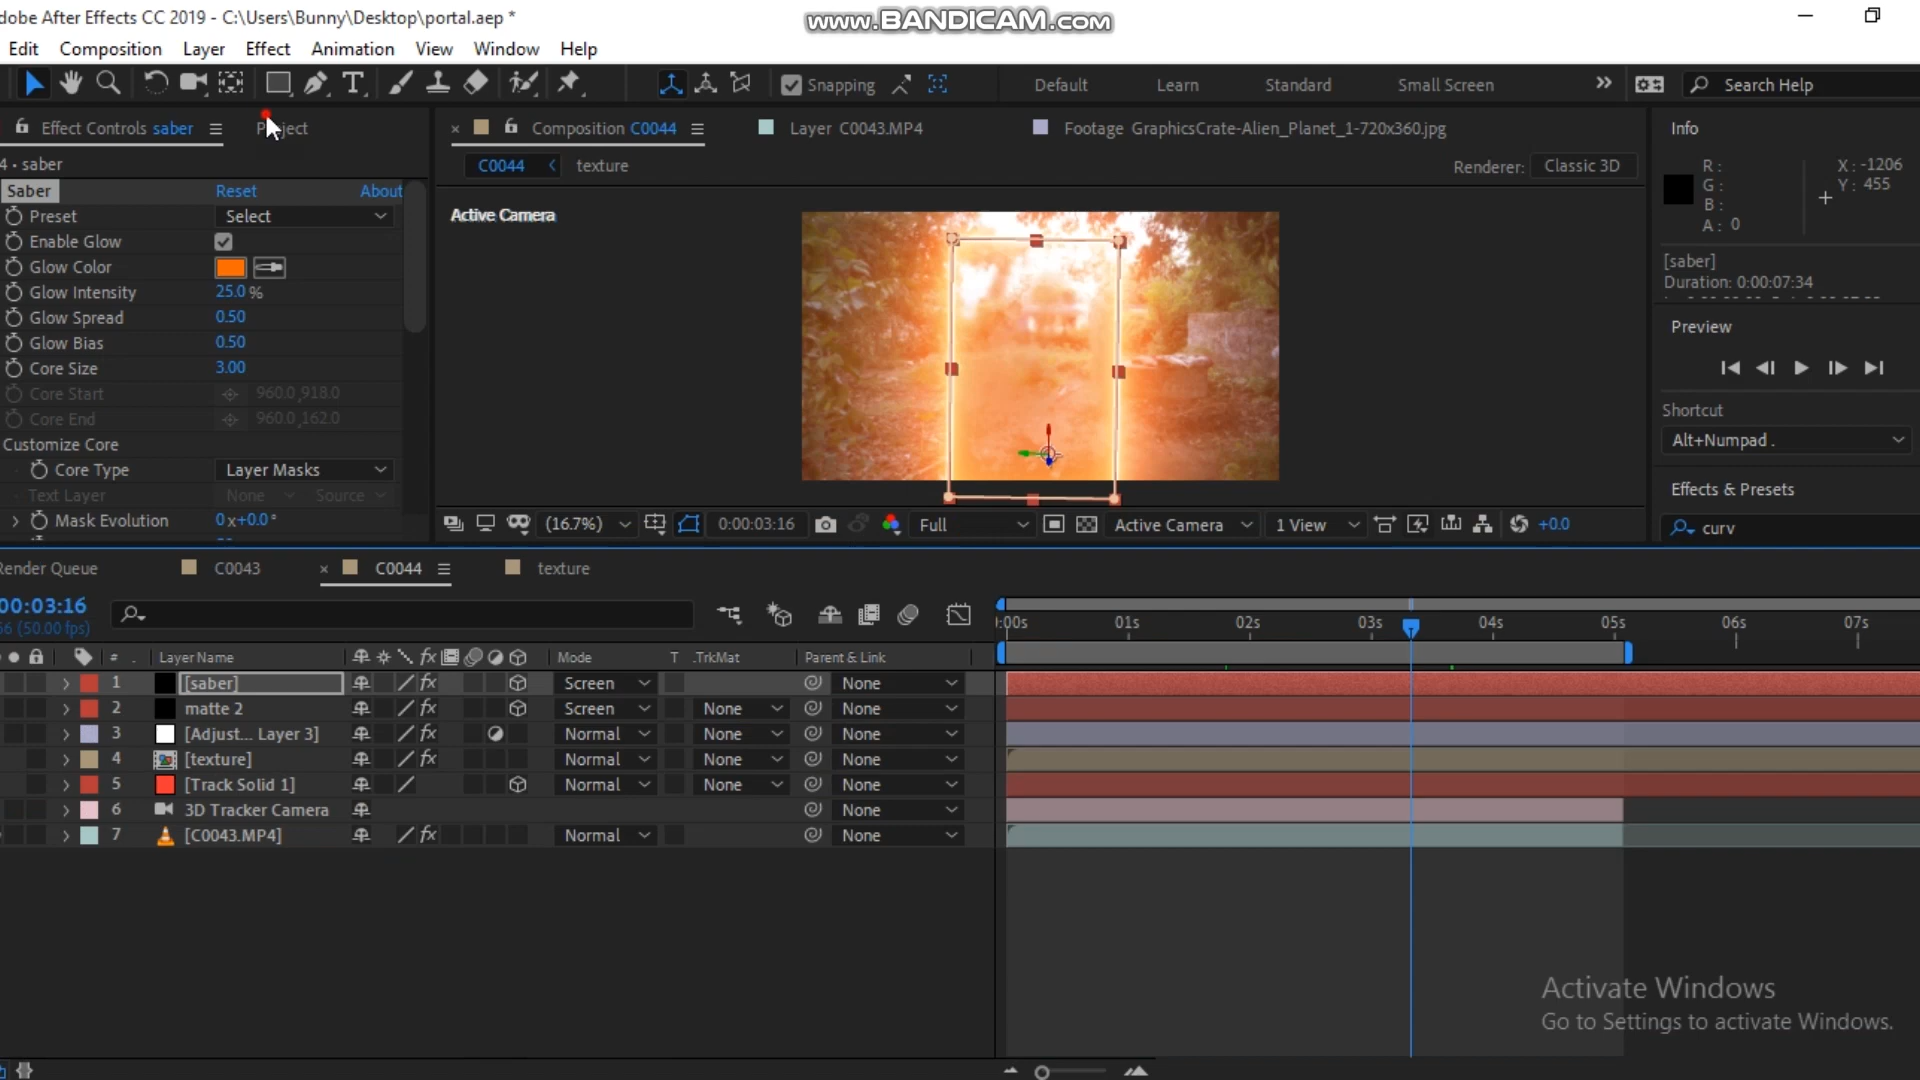 dobe After Effects CC 2019 - C:\Users\Bunny\Desktop\portal.aep *
www.BANDICAM.com
Edit Composition Layer Effect Animation View Window Help
T Snapping Default Learn Standard Small Screen Search Help
Effect Controls saber Project
Composition C0044 Layer C0043.MP4 Footage GraphicsCrate-Alien_Planet_1-720x360.jpg
Info
4 • saber
C0044 texture Renderer: Classic 3D
R : X : -1206
G : Y : 455
B :
A : 0
Saber Reset About
Preset Select
Active Camera
Enable Glow
Glow Color
Glow Intensity 25.0 %
Glow Spread 0.50
Glow Bias 0.50
Core Size 3.00
Core Start 960.0,918.0
Core End 960.0,162.0
Customize Core
Core Type Layer Masks
Text Layer None Source
Mask Evolution 0x+0.0°
[saber]
Duration: 0:00:07:34
Preview
Shortcut
Alt+Numpad .
Effects & Presets
curv
(16.7%) 0:00:03:16 Full Active Camera 1 View +0.0
Render Queue C0043 × C0044 texture
00:03:16
66 (50.00 fps)
):00s 01s 02s 03s 04s 05s 06s 07s
# . Layer Name fx Mode T .TrkMat Parent & Link
1 [saber] fx Screen None
2 matte 2 fx Screen None None
3 [Adjust... Layer 3] fx Normal None None
4 [texture] fx Normal None None
5 [Track Solid 1] Normal None None
6 3D Tracker Camera None
7 [C0043.MP4] fx Normal None
Activate Windows
Go to Settings to activate Windows.